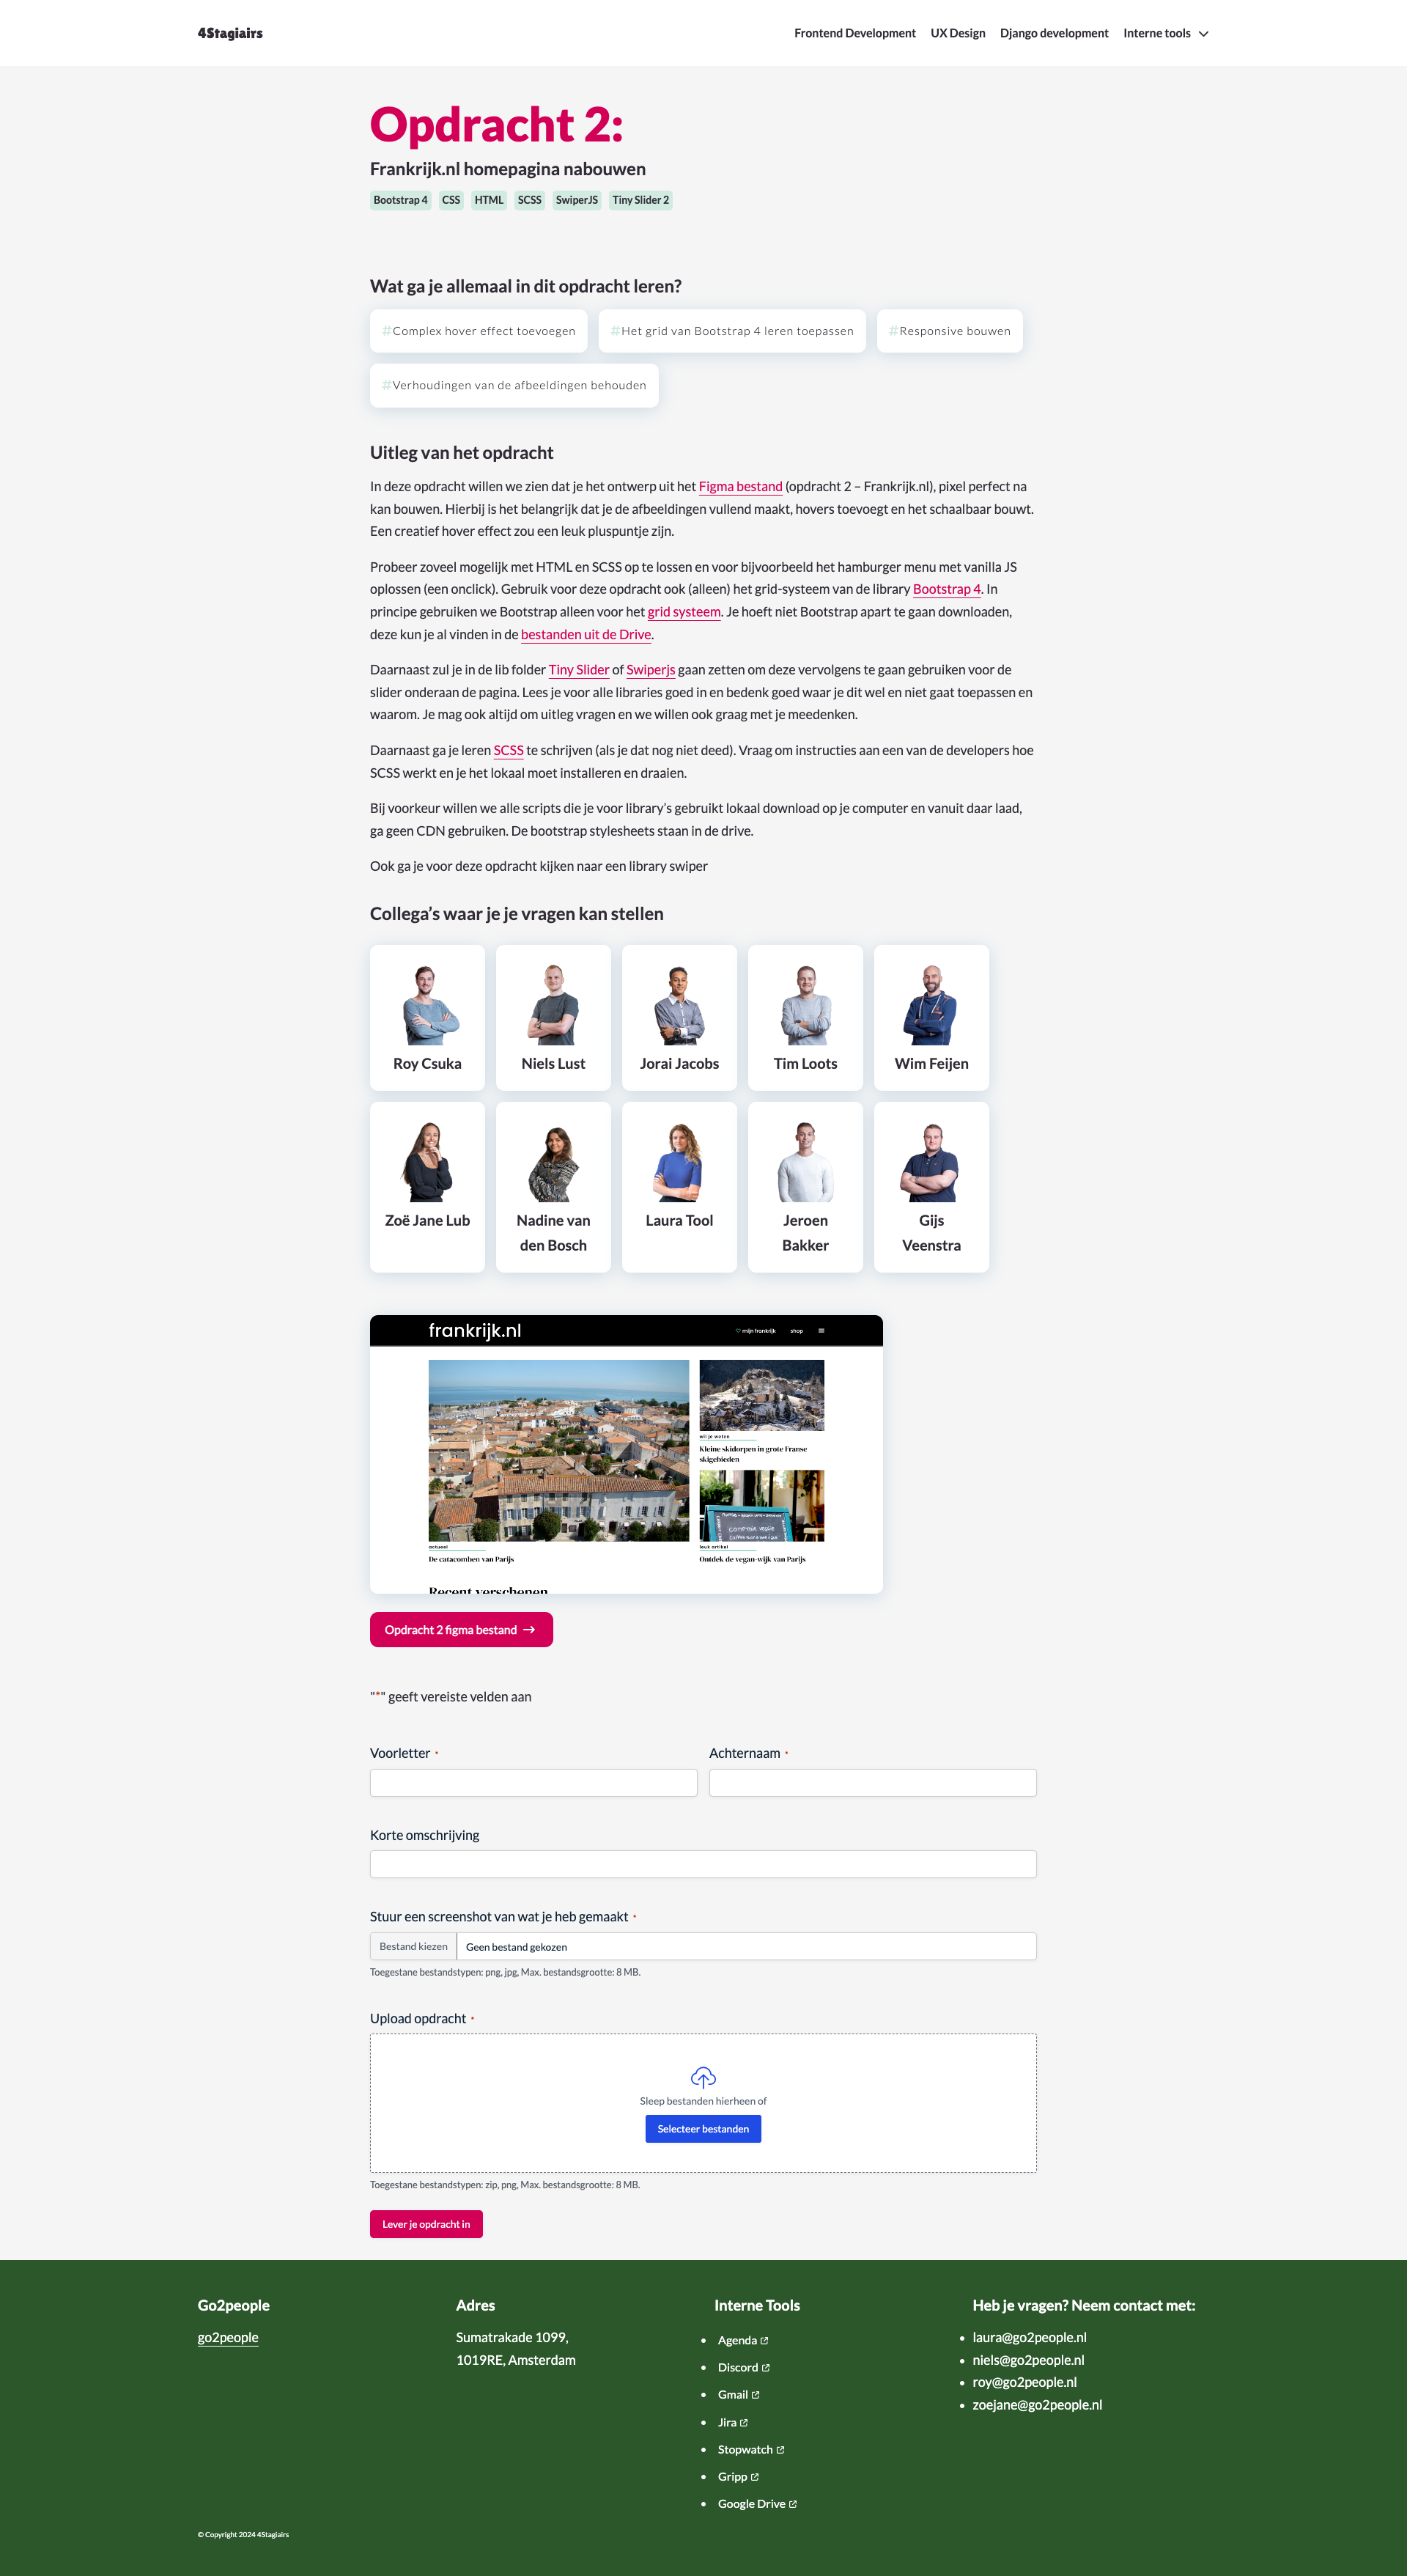 4Stagiairs
Frontend Development
UX Design
Django development
Interne tools
Opdracht 2:
Frankrijk.nl homepagina nabouwen
Bootstrap 4
CSS
HTML
SCSS
SwiperJS
Tiny Slider 2
Wat ga je allemaal in dit opdracht leren?
#Complex hover effect toevoegen
#Het grid van Bootstrap 4 leren toepassen
#Responsive bouwen
#Verhoudingen van de afbeeldingen behouden
Uitleg van het opdracht
In deze opdracht willen we zien dat je het ontwerp uit het Figma bestand (opdracht 2 – Frankrijk.nl), pixel perfect na
kan bouwen. Hierbij is het belangrijk dat je de afbeeldingen vullend maakt, hovers toevoegt en het schaalbaar bouwt.
Een creatief hover effect zou een leuk pluspuntje zijn.
Probeer zoveel mogelijk met HTML en SCSS op te lossen en voor bijvoorbeeld het hamburger menu met vanilla JS
oplossen (een onclick). Gebruik voor deze opdracht ook (alleen) het grid-systeem van de library Bootstrap 4. In
principe gebruiken we Bootstrap alleen voor het grid systeem. Je hoeft niet Bootstrap apart te gaan downloaden,
deze kun je al vinden in de bestanden uit de Drive.
Daarnaast zul je in de lib folder Tiny Slider of Swiperjs gaan zetten om deze vervolgens te gaan gebruiken voor de
slider onderaan de pagina. Lees je voor alle libraries goed in en bedenk goed waar je dit wel en niet gaat toepassen en
waarom. Je mag ook altijd om uitleg vragen en we willen ook graag met je meedenken.
Daarnaast ga je leren SCSS te schrijven (als je dat nog niet deed). Vraag om instructies aan een van de developers hoe
SCSS werkt en je het lokaal moet installeren en draaien.
Bij voorkeur willen we alle scripts die je voor library’s gebruikt lokaal download op je computer en vanuit daar laad,
ga geen CDN gebruiken. De bootstrap stylesheets staan in de drive.
Ook ga je voor deze opdracht kijken naar een library swiper
Collega’s waar je je vragen kan stellen
Roy Csuka
Niels Lust
Jorai Jacobs
Tim Loots
Wim Feijen
Zoë Jane Lub
Nadine van
den Bosch
Laura Tool
Jeroen
Bakker
Gijs
Veenstra
frankrijk.nl
mijn frankrijk
shop
wil je weten
Kleine skidorpen in grote Franse
skigebieden
actueel
De catacomben van Parijs
leuk artikel
Ontdek de vegan-wijk van Parijs
Recent verschenen
Opdracht 2 figma bestand
"*" geeft vereiste velden aan
Voorletter *
Achternaam *
Korte omschrijving
Stuur een screenshot van wat je heb gemaakt *
Bestand kiezen
Geen bestand gekozen
Toegestane bestandstypen: png, jpg, Max. bestandsgrootte: 8 MB.
Upload opdracht *
Sleep bestanden hierheen of
Selecteer bestanden
Toegestane bestandstypen: zip, png, Max. bestandsgrootte: 8 MB.
Lever je opdracht in
Go2people
go2people
Adres
Sumatrakade 1099,
1019RE, Amsterdam
Interne Tools
Agenda
Discord
Gmail
Jira
Stopwatch
Gripp
Google Drive
Heb je vragen? Neem contact met:
laura@go2people.nl
niels@go2people.nl
roy@go2people.nl
zoejane@go2people.nl
© Copyright 2024 4Stagiairs